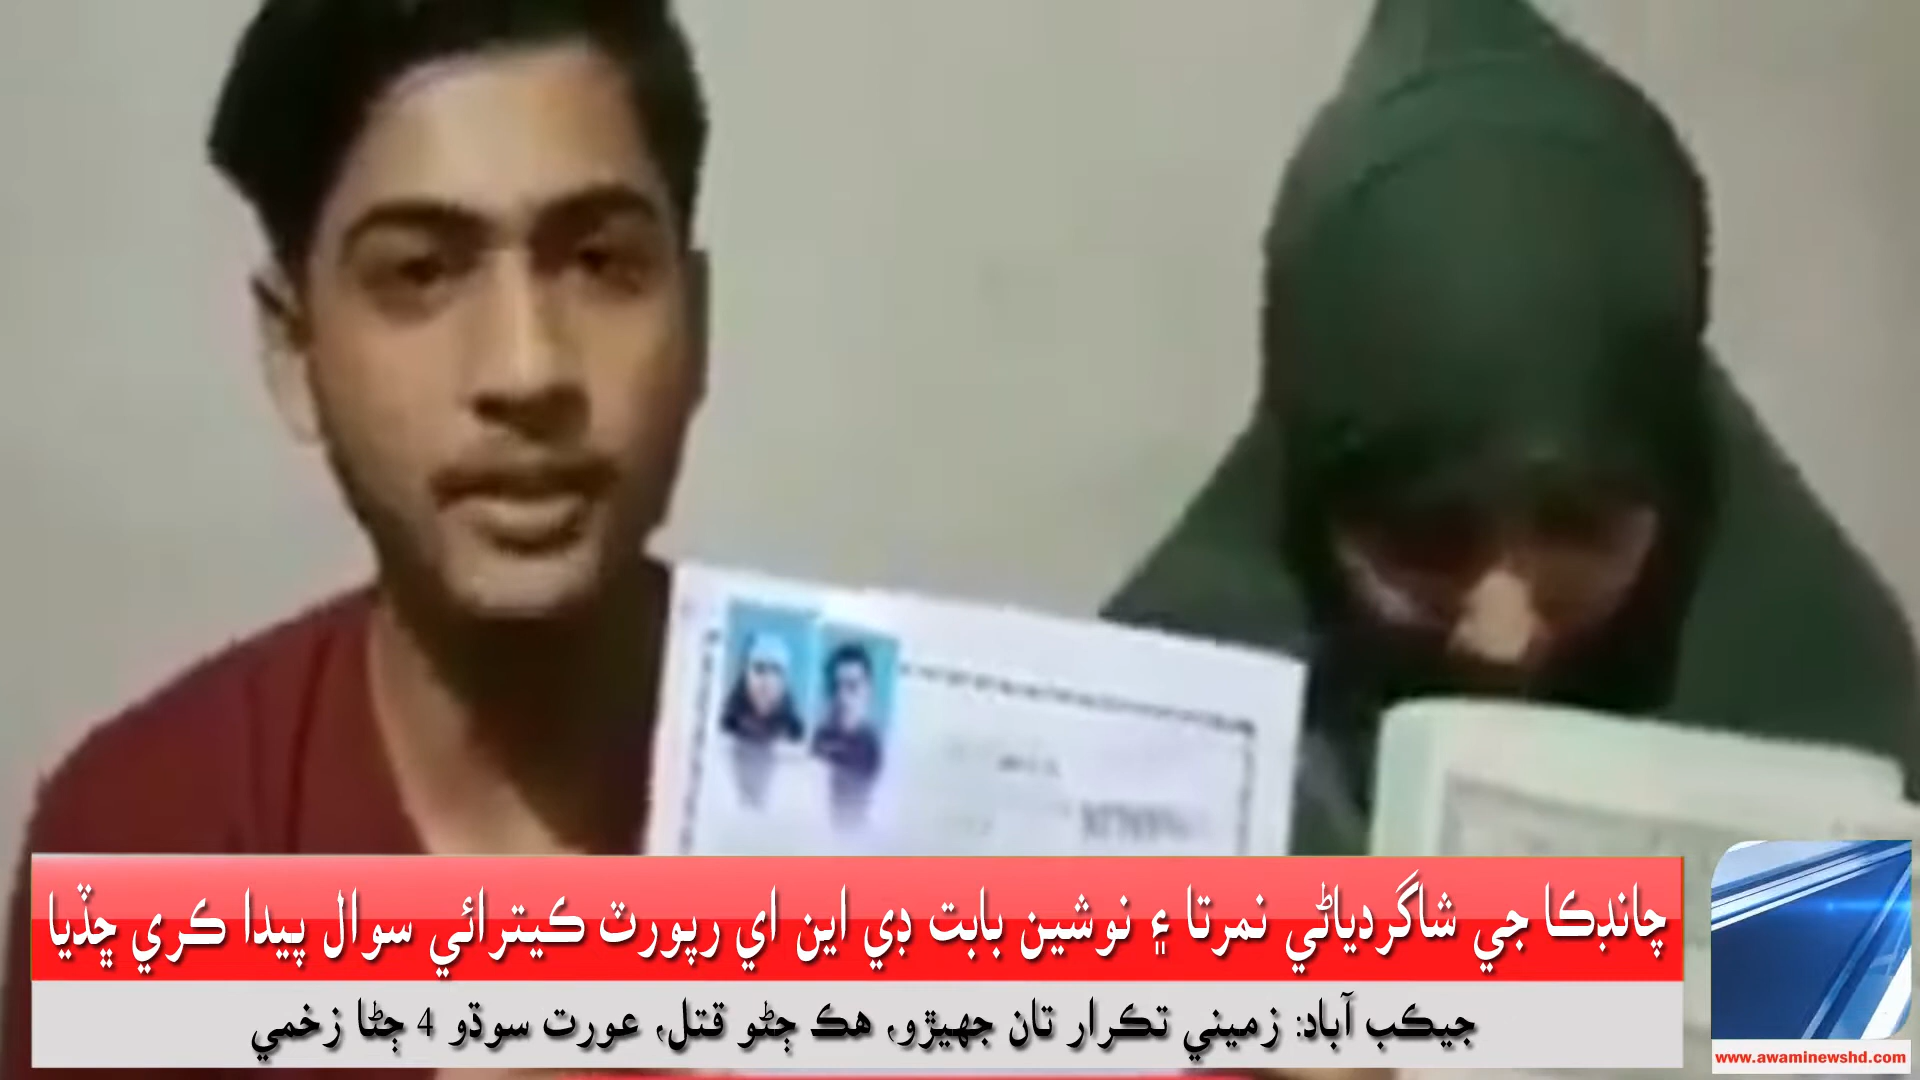 چانڊڪا جي شاگردياڻي نمرتا ۽ نوشين بابت ڊي اين اي رپورٽ ڪيترائي سوال پيدا ڪري ڇڏيا
جيڪب آباد: زميني تڪرار تان جهيڙو، هڪ ڄڻو قتل، عورت سوڌو 4 ڄڻا زخمي
www.awaminewshd.com